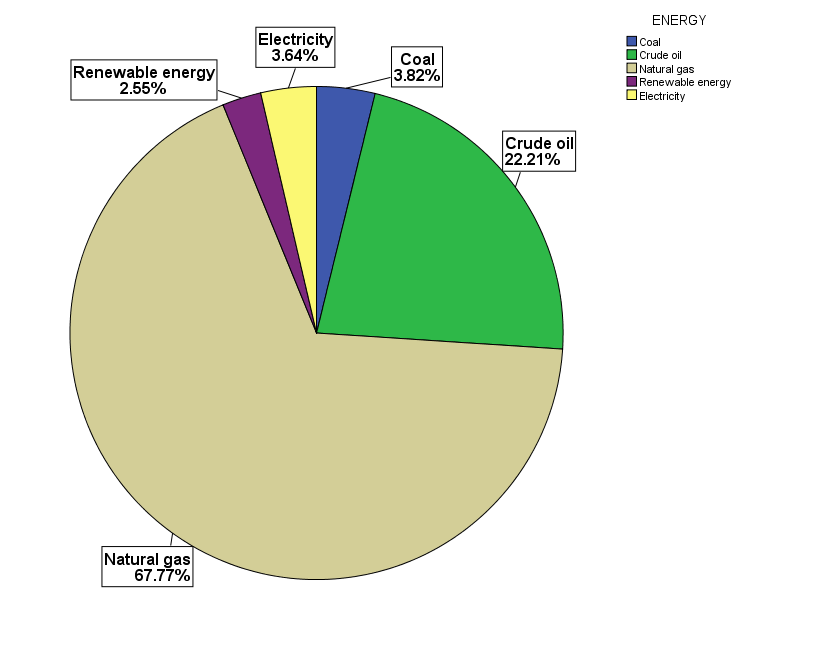 ENERGY
Coal
Crude oil
Natural gas
Renewable energy
Electricity
Electricity
3.64%
Coal
3.82%
Renewable energy
2.55%
Crude oil
22.21%
Natural gas
67.77%